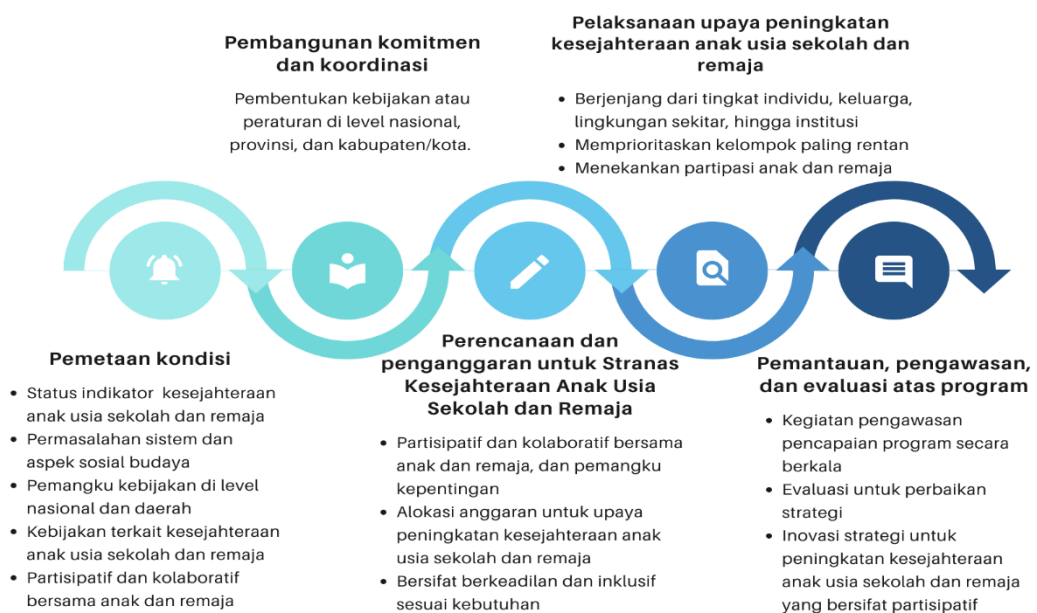 Pemetaan kondisi
• Status indikator kesejahteraan
anak usia sekolah dan remaja
• Permasalahan sistem dan
aspek sosial budaya
• Pemangku kebijakan di level
nasional dan daerah
• Kebijakan terkait kesejahteraan
anak usia sekolah dan remaja
• Partisipatif dan kolaboratif
bersama anak dan remaja
Pembangunan komitmen
dan koordinasi
Pembentukan kebijakan atau
peraturan di level nasional,
provinsi, dan kabupaten/kota.
Perencanaan dan
penganggaran untuk Stranas
Kesejahteraan Anak Usia
Sekolah dan Remaja
• Partisipatif dan kolaboratif bersama
anak dan remaja, dan pemangku
kepentingan
• Alokasi anggaran untuk upaya
peningkatan kesejahteraan anak
usia sekolah dan remaja
• Bersifat berkeadilan dan inklusif
sesuai kebutuhan
Pelaksanaan upaya peningkatan
kesejahteraan anak usia sekolah dan
remaja
• Berjenjang dari tingkat individu, keluarga,
lingkungan sekitar, hingga institusi
• Memprioritaskan kelompok paling rentan
• Menekankan partipasi anak dan remaja
Pemantauan, pengawasan,
dan evaluasi atas program
• Kegiatan pengawasan
pencapaian program secara
berkala
• Evaluasi untuk perbaikan
strategi
• Inovasi strategi untuk
peningkatan kesejahteraan
anak usia sekolah dan remaja
yang bersifat partisipatif